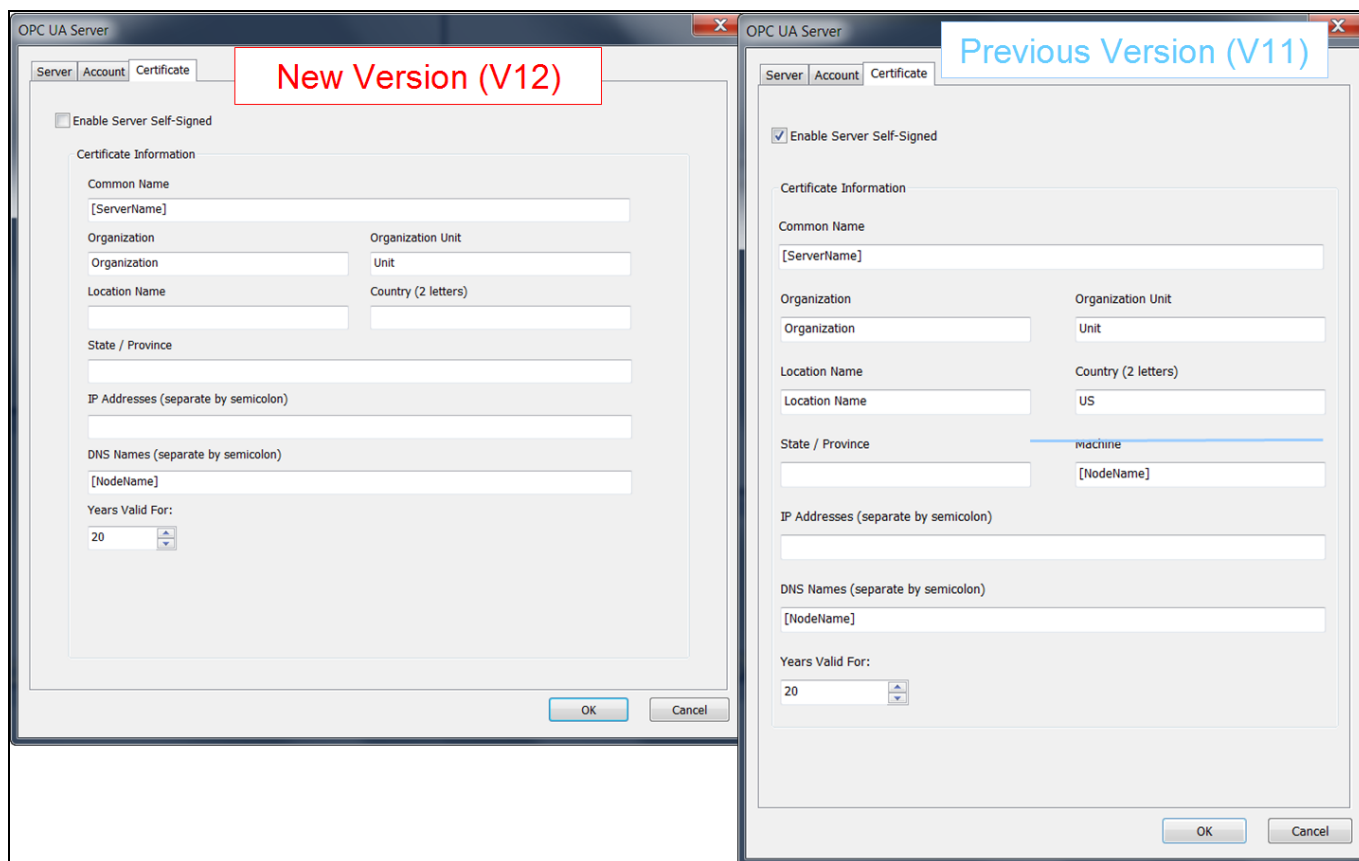 OPC UA Server
New Version (V12)
Server Account Certificate
Enable Server Self-Signed
Certificate Information
Common Name
[ServerName]
Organization Organization Unit
Organization Unit
Location Name Country (2 letters)
State / Province
IP Addresses (separate by semicolon)
DNS Names (separate by semicolon)
[NodeName]
Years Valid For:
20
OK Cancel
OPC UA Server
Previous Version (V11)
Server Account Certificate
Enable Server Self-Signed
Certificate Information
Common Name
[ServerName]
Organization Organization Unit
Organization Unit
Location Name Country (2 letters)
Location Name US
State / Province Machine
[NodeName]
IP Addresses (separate by semicolon)
DNS Names (separate by semicolon)
[NodeName]
Years Valid For:
20
OK Cancel